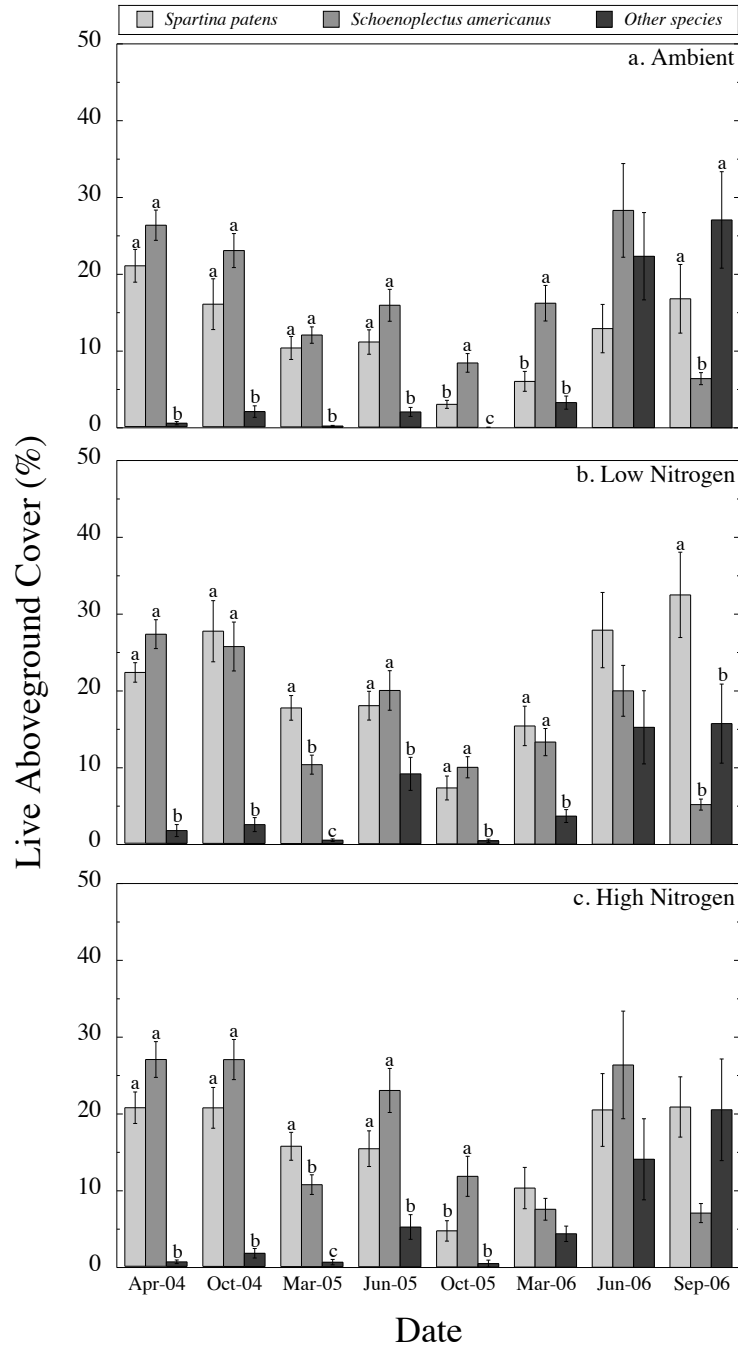 Spartina patens Schoenoplectus americanus Other species
a. Ambient
50
40
30
20
10
0
a a b a a b a a b a a b b a c b a b a b a
Live Aboveground Cover (%)
b. Low Nitrogen
50
40
30
20
10
0
a a b a a b a b c a a b a a b a a b a b b
c. High Nitrogen
50
40
30
20
10
0
a a b a a b a b c a a b b a b
Apr-04 Oct-04 Mar-05 Jun-05 Oct-05 Mar-06 Jun-06 Sep-06
Date